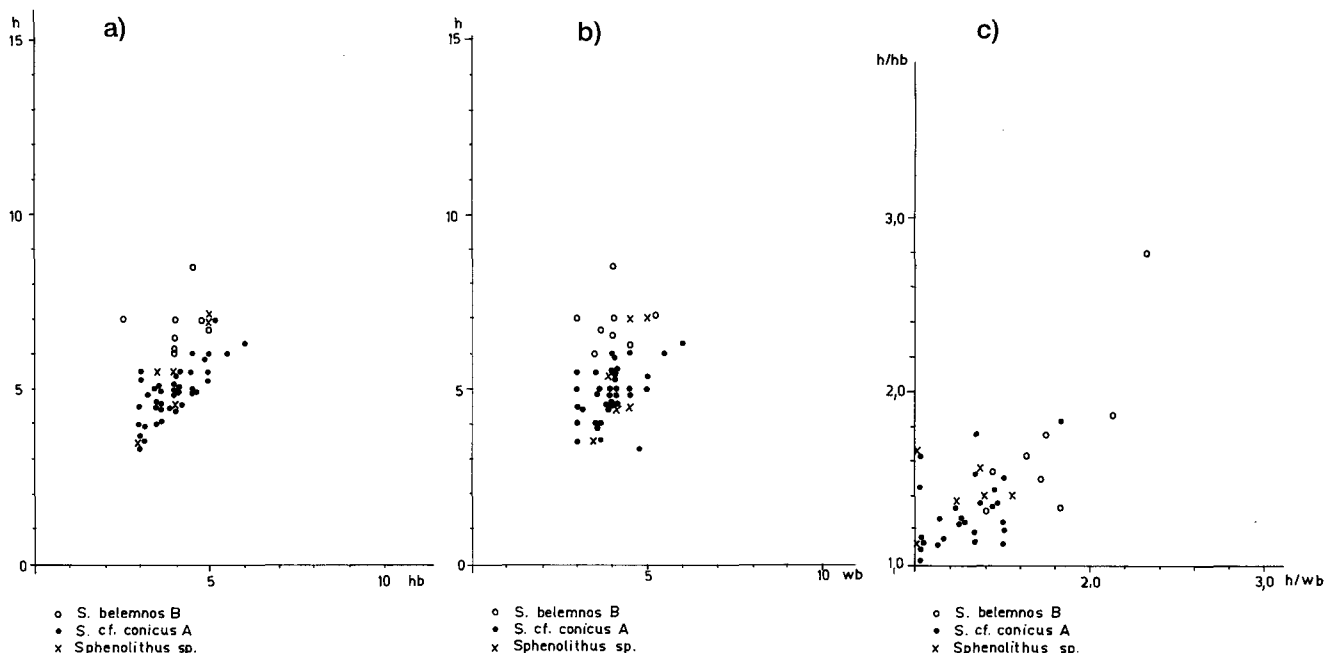 a)
h
15
10
5
0
5
hb
10
o S. belemnos B
• S. cf. conicus A
x Sphenolithus sp.
b)
h
15
10
5
0
5
10
wb
o S. belemnos B
• S. cf. conicus A
x Sphenolithus sp.
c)
h/hb
3,0
2,0
1,0
2.0
3,0
h/wb
o S. belemnos B
• S. cf. conicus A
x Sphenolithus sp.